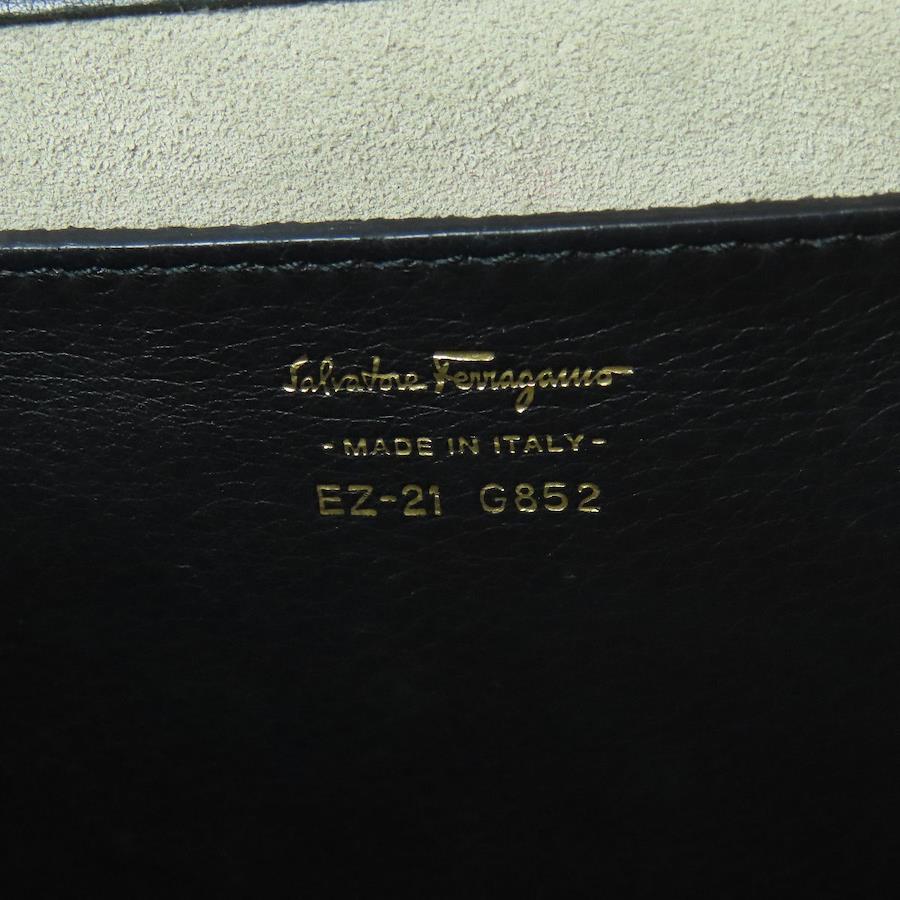 Salvatore Ferragamo
-MADE IN ITALY-
EZ-21 G852